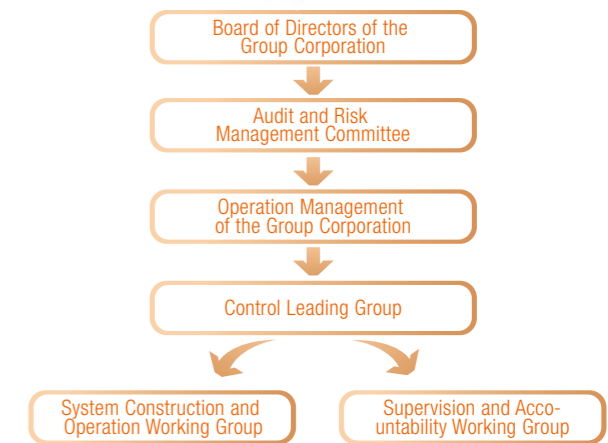 Board of Directors of the
Group Corporation
Audit and Risk
Management Committee
Operation Management
of the Group Corporation
Control Leading Group
System Construction and
Operation Working Group
Supervision and Acco-
untability Working Group